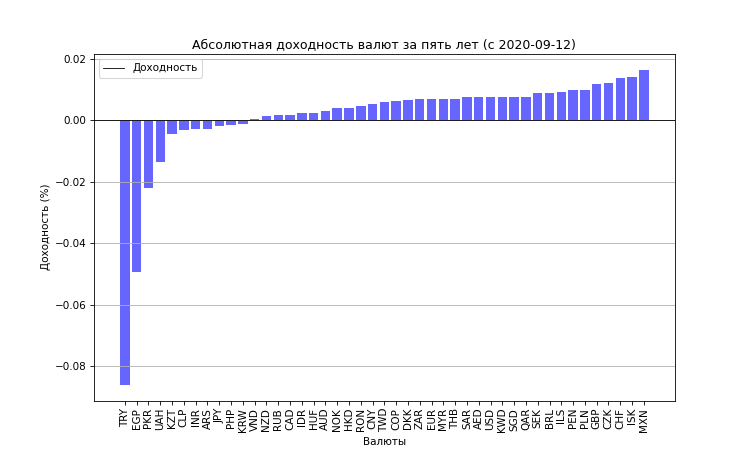 Абсолютная доходность валют за пять лет (с 2020-09-12)
Доходность
0.02
0.00
−0.02
−0.04
−0.06
−0.08
Доходность (%)
TRY
EGP
PKR
UAH
KZT
CLP
INR
ARS
JPY
PHP
KRW
VND
NZD
RUB
CAD
IDR
HUF
AUD
NOK
HKD
RON
CNY
TWD
COP
DKK
ZAR
EUR
MYR
THB
SAR
AED
USD
KWD
SGD
QAR
SEK
BRL
ILS
PEN
PLN
GBP
CZK
CHF
ISK
MXN
Валюты